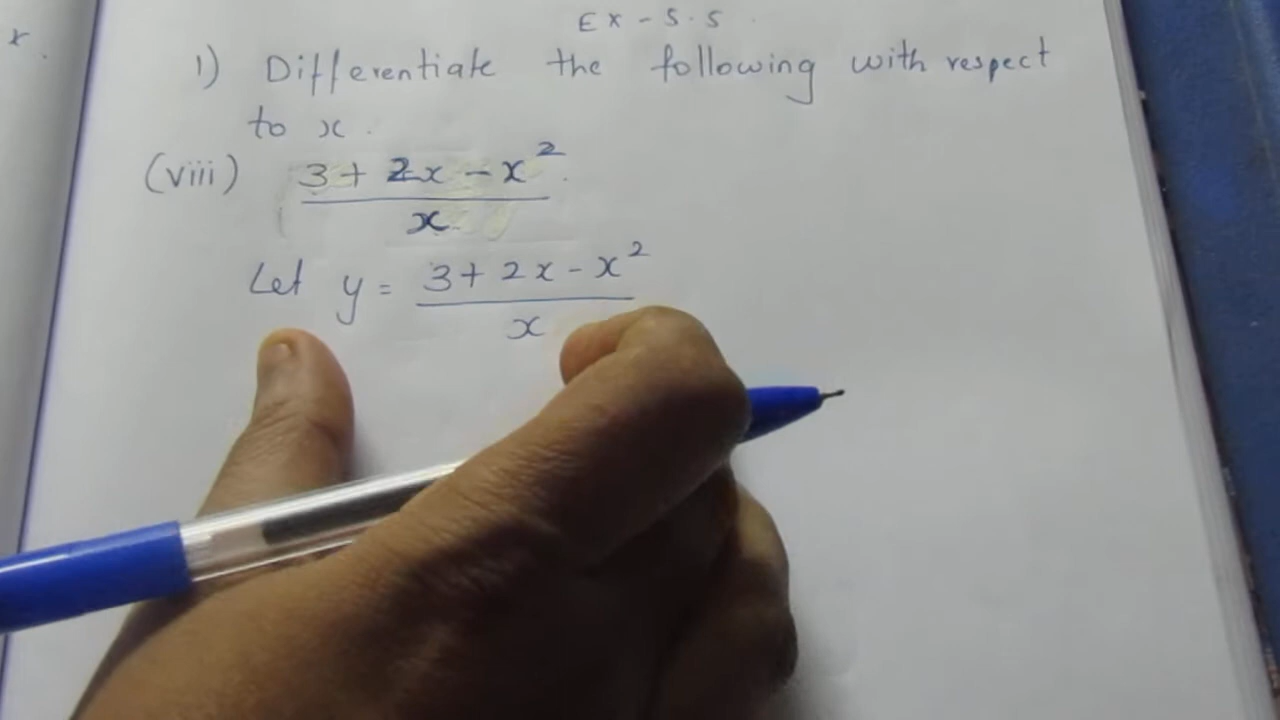 x.
Ex-5.5
1) Differentiate the following with respect
to x.
(viii) 3+2x-x²
x
Let y = 3+2x-x²
x